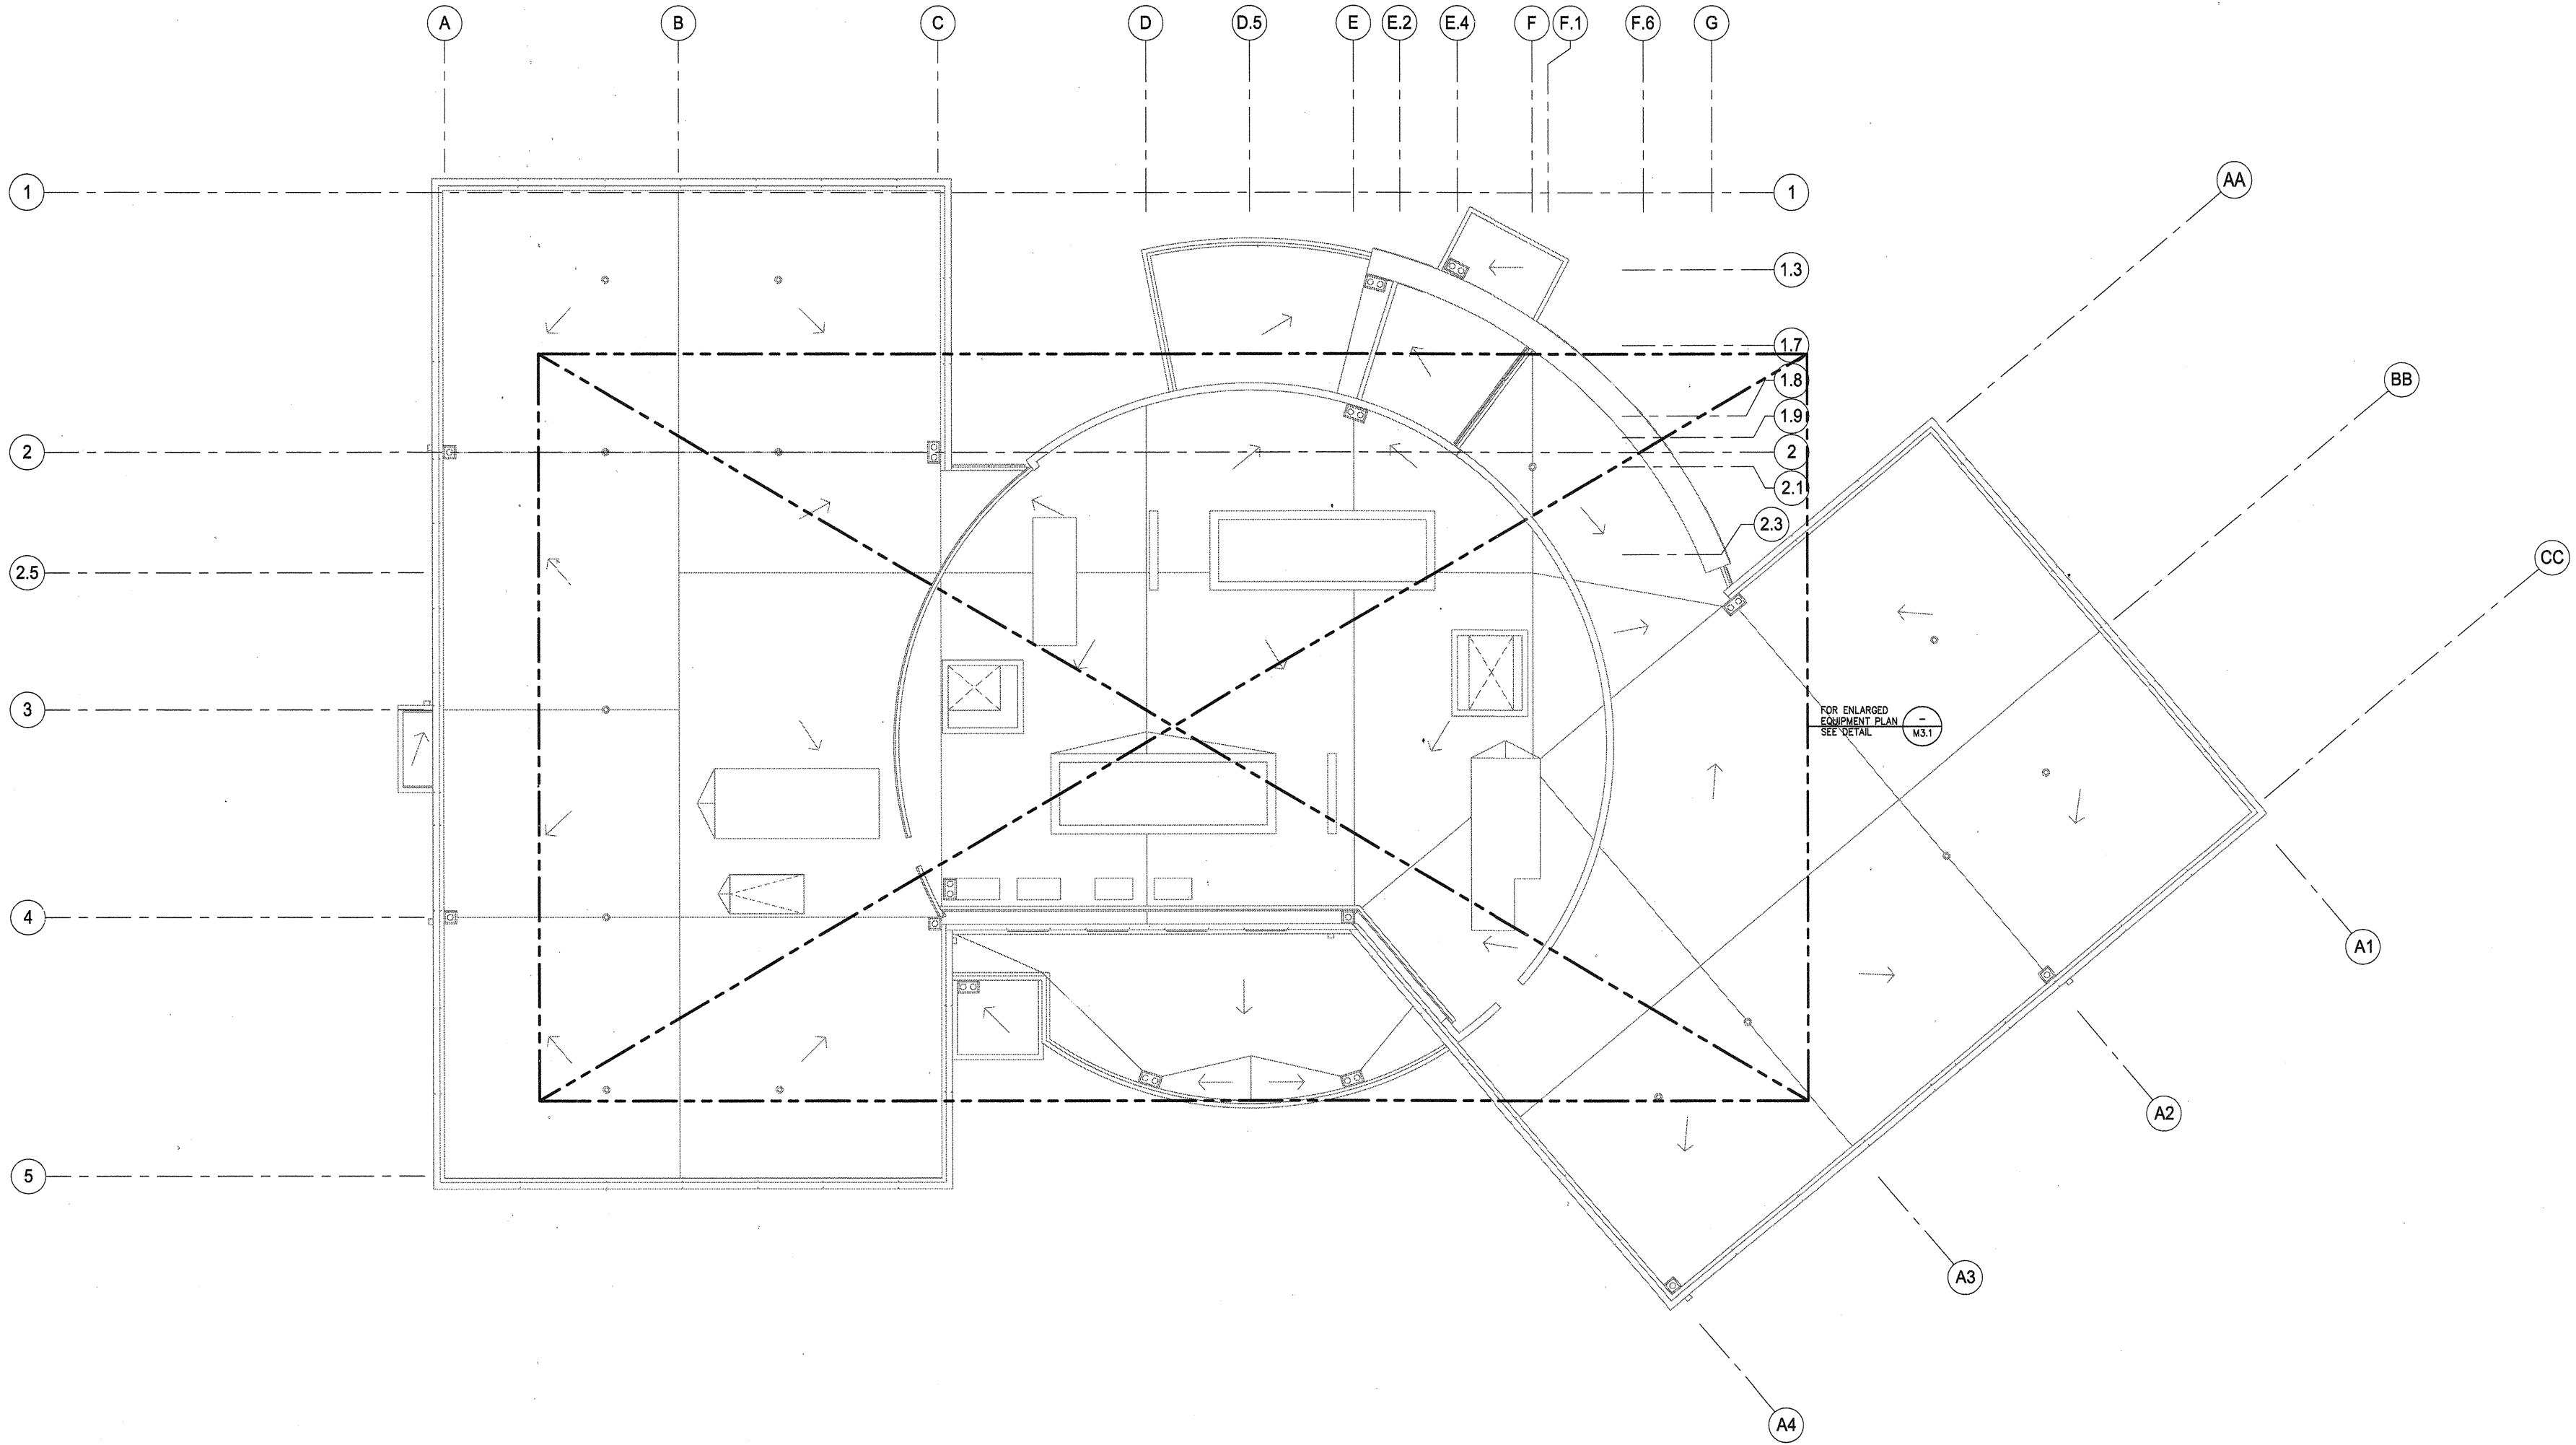 A B C D D.5 E E.2 E.4 F F.1 F.6 G
1 1
AA
1.3
1.7
1.8
BB
1.9
2 2
2.1
2.3
2.5
CC
3
FOR ENLARGED
EQUIPMENT PLAN
SEE DETAIL
–
M3.1
4
A1
A2
5
A3
A4